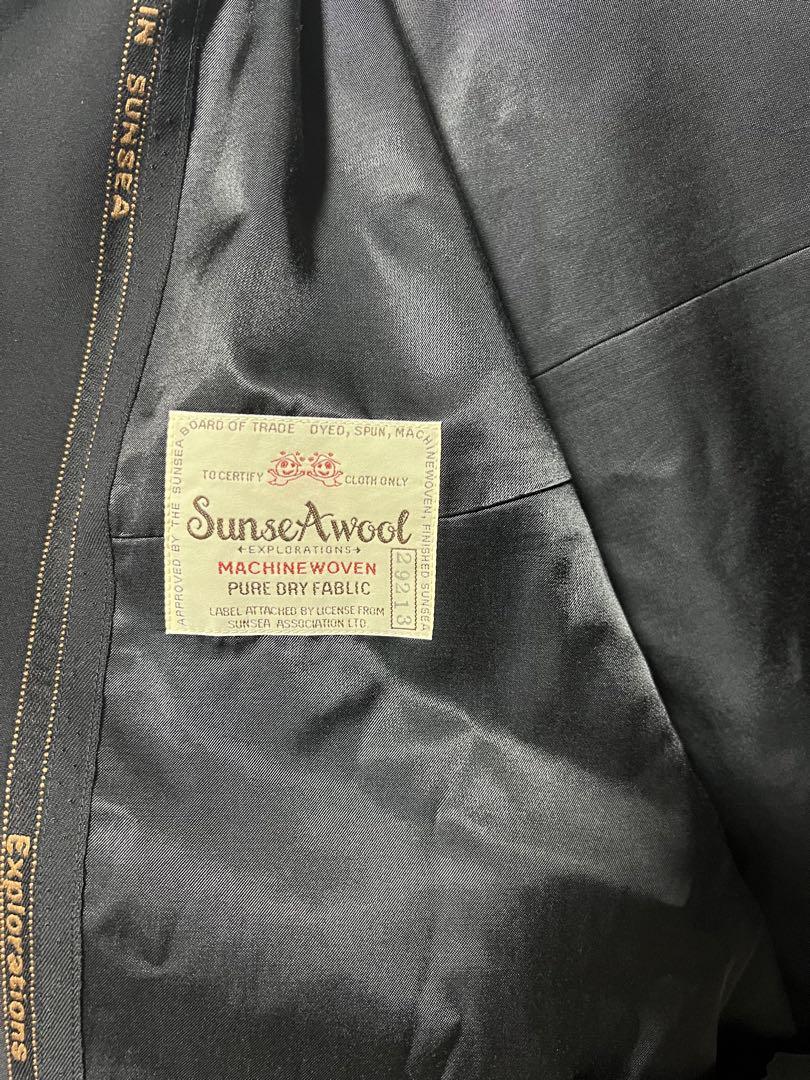 IN SUNSEA
Explorations
APPROVED BY THE SUNSEA BOARD OF TRADE DYED, SPUN, MACHINEWOVEN, FINISHED SUNSEA
TO CERTIFY CLOTH ONLY
SunseAwool
EXPLORATIONS
MACHINEWOVEN
PURE DRY FABLIC
LABEL ATTACHED BY LICENSE FROM
SUNSEA ASSOCIATION LTD.
29213